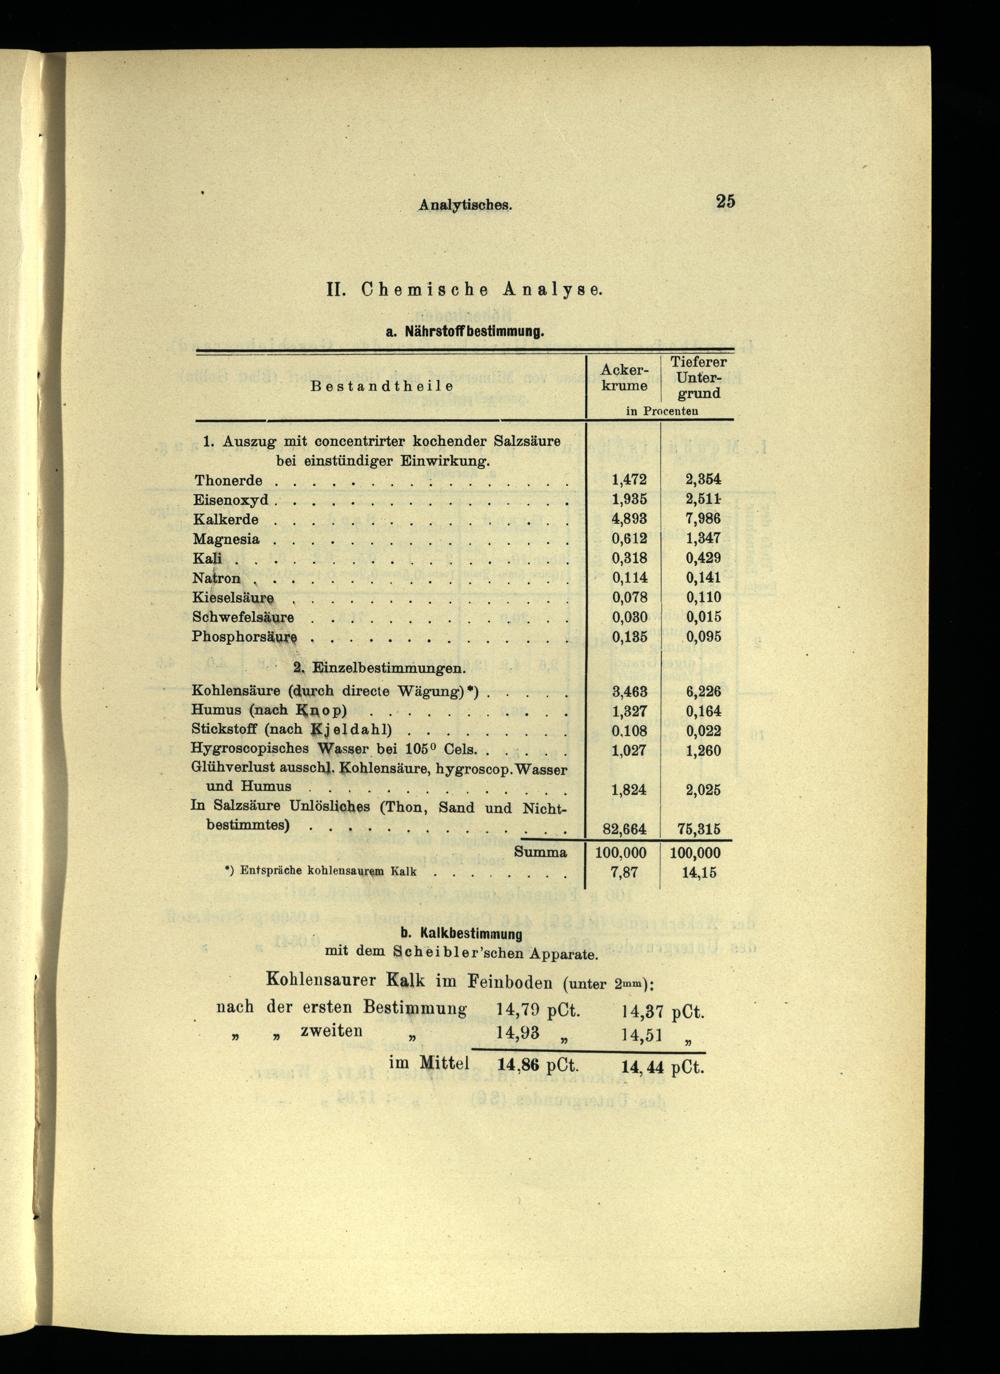 Analytisches. 25
II. Chemische Analyse.
a. Nährstoffbestimmung.
Bestandtheile Acker-krume Tieferer Unter-grund
in Procenten
1. Auszug mit concentrirter kochender Salzsäure
bei einstündiger Einwirkung.
Thonerde . . . . . . . . . . . . . . . . 1,472 2,354
Eisenoxyd . . . . . . . . . . . . . . . . 1,935 2,511
Kalkerde . . . . . . . . . . . . . . . . 4,893 7,986
Magnesia . . . . . . . . . . . . . . . . 0,612 1,347
Kali . . . . . . . . . . . . . . . . . . 0,318 0,429
Natron . . . . . . . . . . . . . . . . . 0,114 0,141
Kieselsäure . . . . . . . . . . . . . . . 0,078 0,110
Schwefelsäure . . . . . . . . . . . . . . 0,030 0,015
Phosphorsäure . . . . . . . . . . . . . . 0,135 0,095
2. Einzelbestimmungen.
Kohlensäure (durch directe Wägung)*) . . . . . 3,463 6,226
Humus (nach Knop) . . . . . . . . . . . 1,327 0,164
Stickstoff (nach Kjeldahl) . . . . . . . . . 0.108 0,022
Hygroscopisches Wasser bei 105° Cels. . . . . . 1,027 1,260
Glühverlust ausschl. Kohlensäure, hygroscop. Wasser
und Humus . . . . . . . . . . . . . . 1,824 2,025
In Salzsäure Unlösliches (Thon, Sand und Nicht-
bestimmtes) . . . . . . . . . . . . . . 82,664 75,315
Summa 100,000 100,000
*) Entspräche kohlensaurem Kalk . . . . . . . . 7,87 14,15
b. Kalkbestimmung
mit dem Scheibler'schen Apparate.
Kohlensaurer Kalk im Feinboden (unter 2mm):
nach der ersten Bestimmung 14,79 pCt. 14,37 pCt.
„ „ zweiten „ 14,93 „ 14,51 „
im Mittel 14,86 pCt. 14,44 pCt.